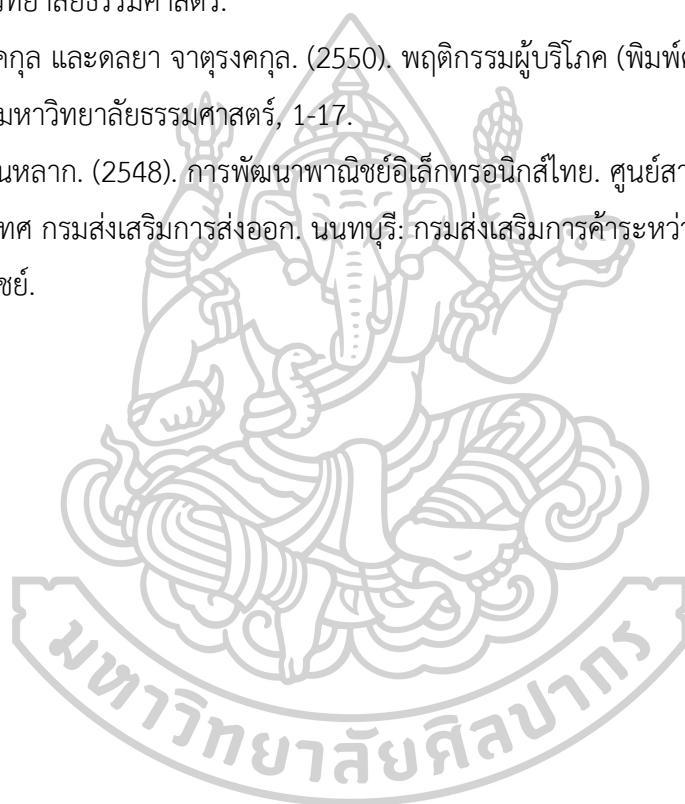 วิทยาลัยธรรมศาสตร์.
คกุล และดลยา จาตุรงคกุล. (2550). พฤติกรรมผู้บริโภค (พิมพ์ค
มหาวิทยาลัยธรรมศาสตร์, 1-17.
นหลาก. (2548). การพัฒนาพาณิชย์อิเล็กทรอนิกส์ไทย. ศูนย์สา
ทศ กรมส่งเสริมการส่งออก. นนทบุรี: กรมส่งเสริมการค้าระหว่
ชย์.
มหาวิทยาลัยศิลปากร